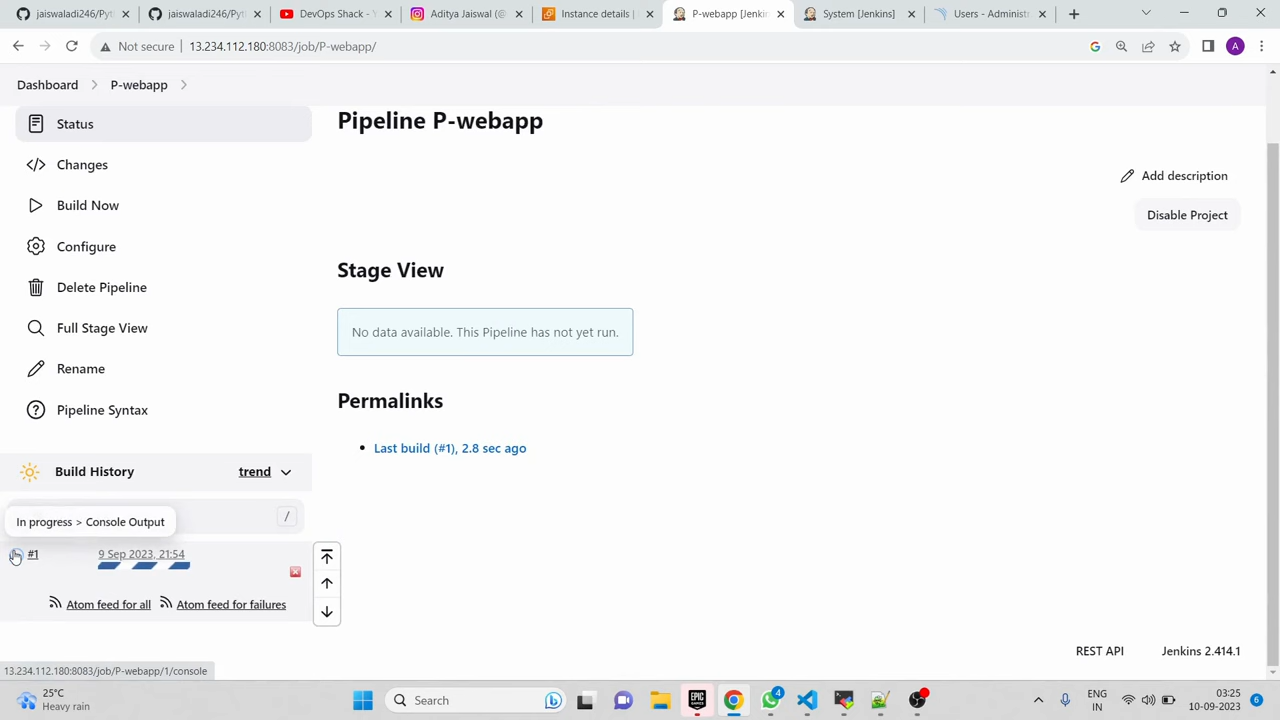 jaiswaladi246/Pyt
jaiswaladi246/Pyt
DevOps Shack - Y
Aditya Jaiswal (@
Instance details |
P-webapp [Jenkin
System [Jenkins]
Users - Administr
Not secure | 13.234.112.180:8083/job/P-webapp/
A
Dashboard > P-webapp >
Status
Changes
Build Now
Configure
Delete Pipeline
Full Stage View
Rename
Pipeline Syntax
Build History
trend
/
In progress > Console Output
#1
9 Sep 2023, 21:54
Atom feed for all
Atom feed for failures
Pipeline P-webapp
Add description
Disable Project
Stage View
No data available. This Pipeline has not yet run.
Permalinks
Last build (#1), 2.8 sec ago
REST API
Jenkins 2.414.1
13.234.112.180:8083/job/P-webapp/1/console
25°C
Heavy rain
Search
EPIC
4
ENG
IN
03:25
10-09-2023
6